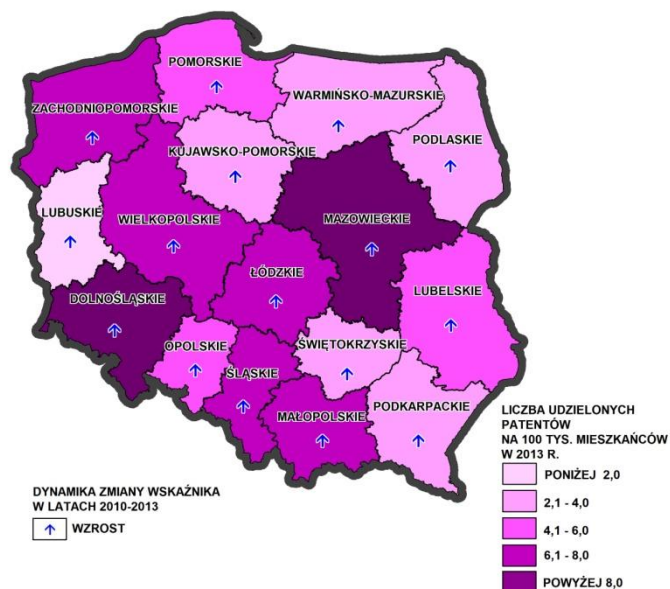 POMORSKIE
WARMIŃSKO-MAZURSKIE
ZACHODNIOPOMORSKIE
PODLASKIE
KUJAWSKO-POMORSKIE
LUBUSKIE
WIELKOPOLSKIE
MAZOWIECKIE
ŁÓDZKIE
LUBELSKIE
DOLNOŚLĄSKIE
OPOLSKIE
ŚWIĘTOKRZYSKIE
ŚLĄSKIE
MAŁOPOLSKIE
PODKARPACKIE
DYNAMIKA ZMIANY WSKAŹNIKA
W LATACH 2010-2013
WZROST
LICZBA UDZIELONYCH
PATENTÓW
NA 100 TYS. MIESZKAŃCÓW
W 2013 R.
PONIŻEJ 2,0
2,1 - 4,0
4,1 - 6,0
6,1 - 8,0
POWYŻEJ 8,0